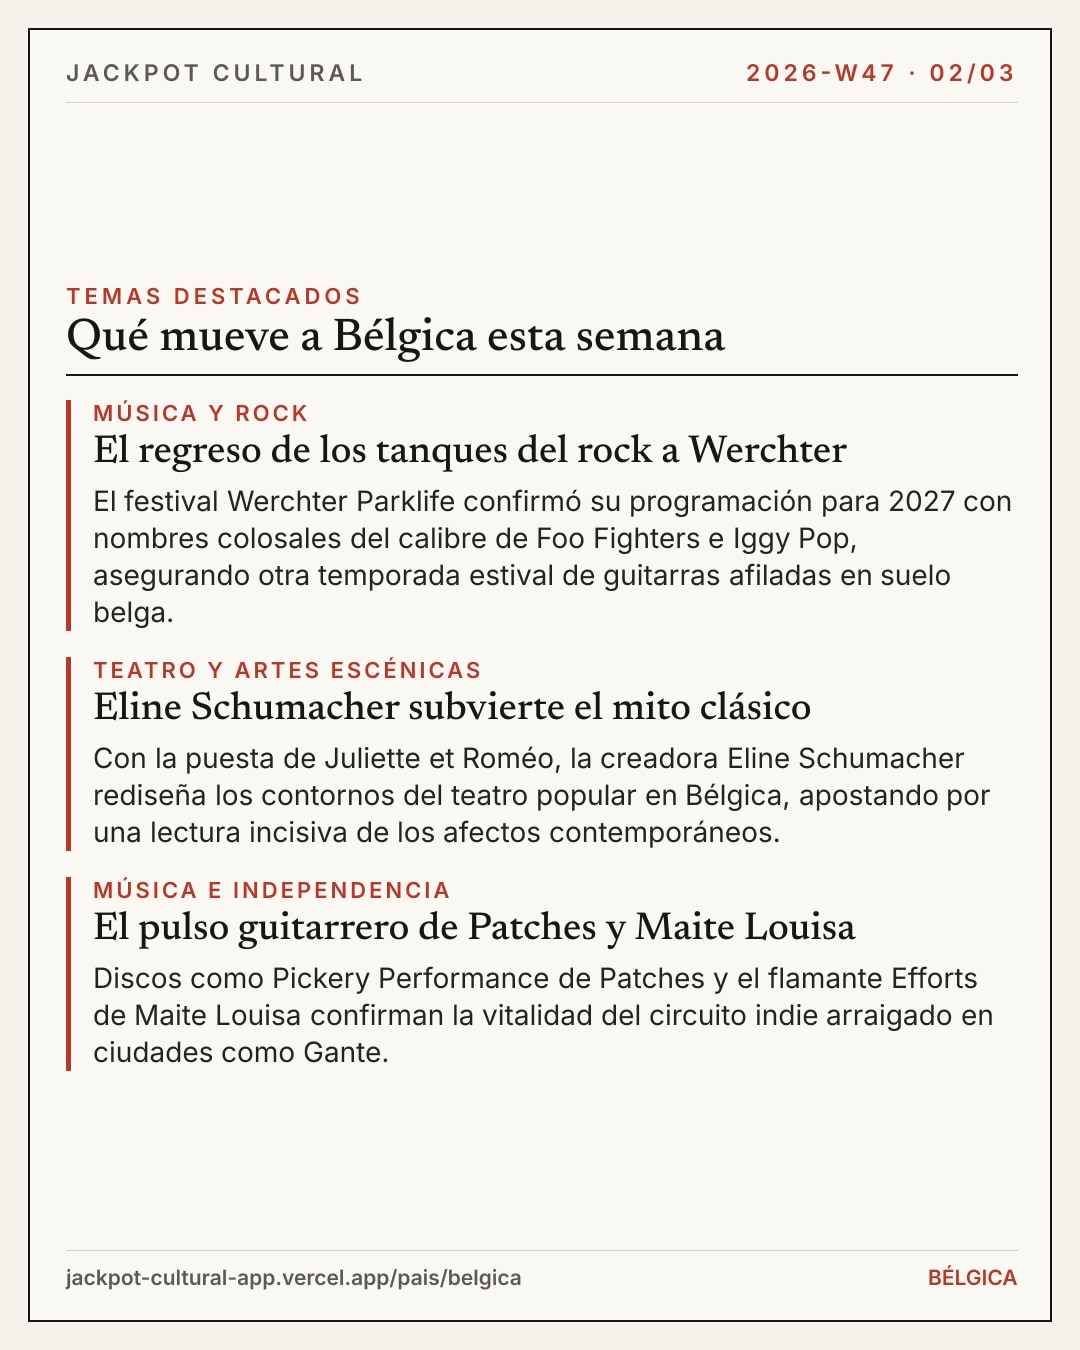 JACKPOT CULTURAL
2026-W47 · 02/03
TEMAS DESTACADOS
Qué mueve a Bélgica esta semana
MÚSICA Y ROCK
El regreso de los tanques del rock a Werchter
El festival Werchter Parklife confirmó su programación para 2027 con
nombres colosales del calibre de Foo Fighters e Iggy Pop,
asegurando otra temporada estival de guitarras afiladas en suelo
belga.
TEATRO Y ARTES ESCÉNICAS
Eline Schumacher subvierte el mito clásico
Con la puesta de Juliette et Roméo, la creadora Eline Schumacher
rediseña los contornos del teatro popular en Bélgica, apostando por
una lectura incisiva de los afectos contemporáneos.
MÚSICA E INDEPENDENCIA
El pulso guitarrero de Patches y Maite Louisa
Discos como Pickery Performance de Patches y el flamante Efforts
de Maite Louisa confirman la vitalidad del circuito indie arraigado en
ciudades como Gante.
jackpot-cultural-app.vercel.app/pais/belgica
BÉLGICA